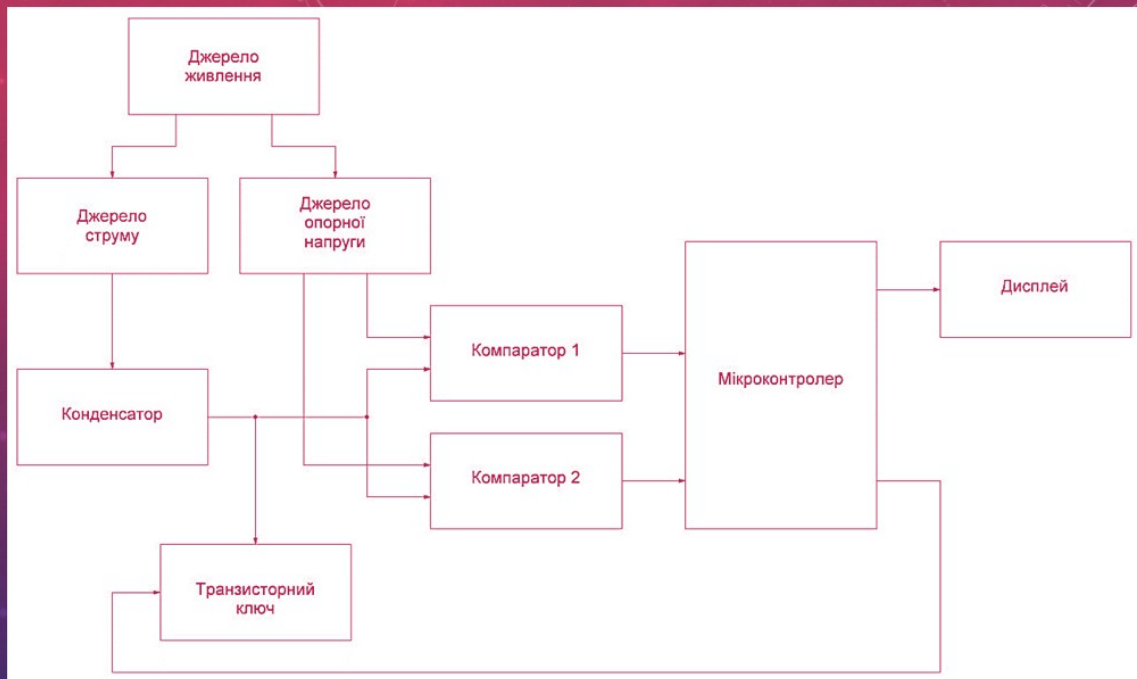 Джерело
живлення
Джерело
струму
Джерело
опорної
напруги
Компаратор 1
Мікроконтролер
Дисплей
Конденсатор
Компаратор 2
Транзисторний
ключ